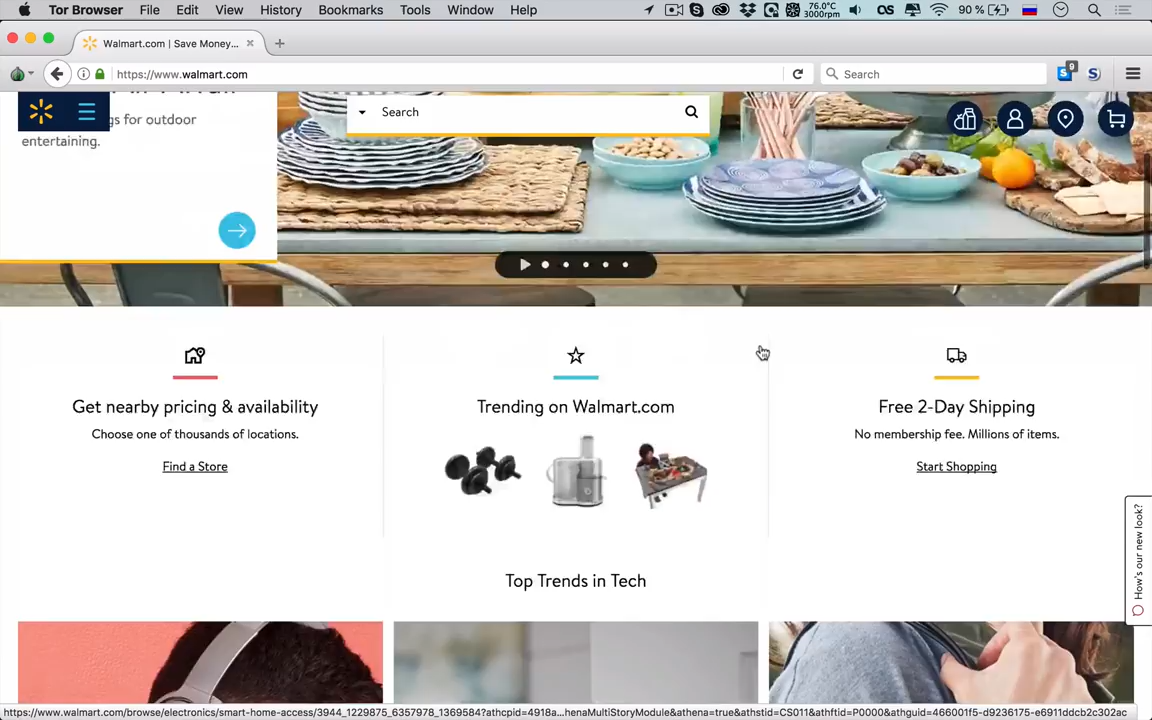 Tor Browser File Edit View History Bookmarks Tools Window Help
76.0°C
3000rpm
OS
90 %
Walmart.com | Save Money...
https://www.walmart.com
Search
9
S
Search
gs for outdoor
entertaining.
Get nearby pricing & availability
Choose one of thousands of locations.
Find a Store
Trending on Walmart.com
Free 2-Day Shipping
No membership fee. Millions of items.
Start Shopping
How's our new look?
Top Trends in Tech
https://www.walmart.com/browse/electronics/smart-home-access/3944_1229875_6357978_1369584?athcpid=4918a...henaMultiStoryModule&athena=true&athstid=CS011&athftid=P0000&athguid=466001f5-d9236175-e6911ddcb2c302ac